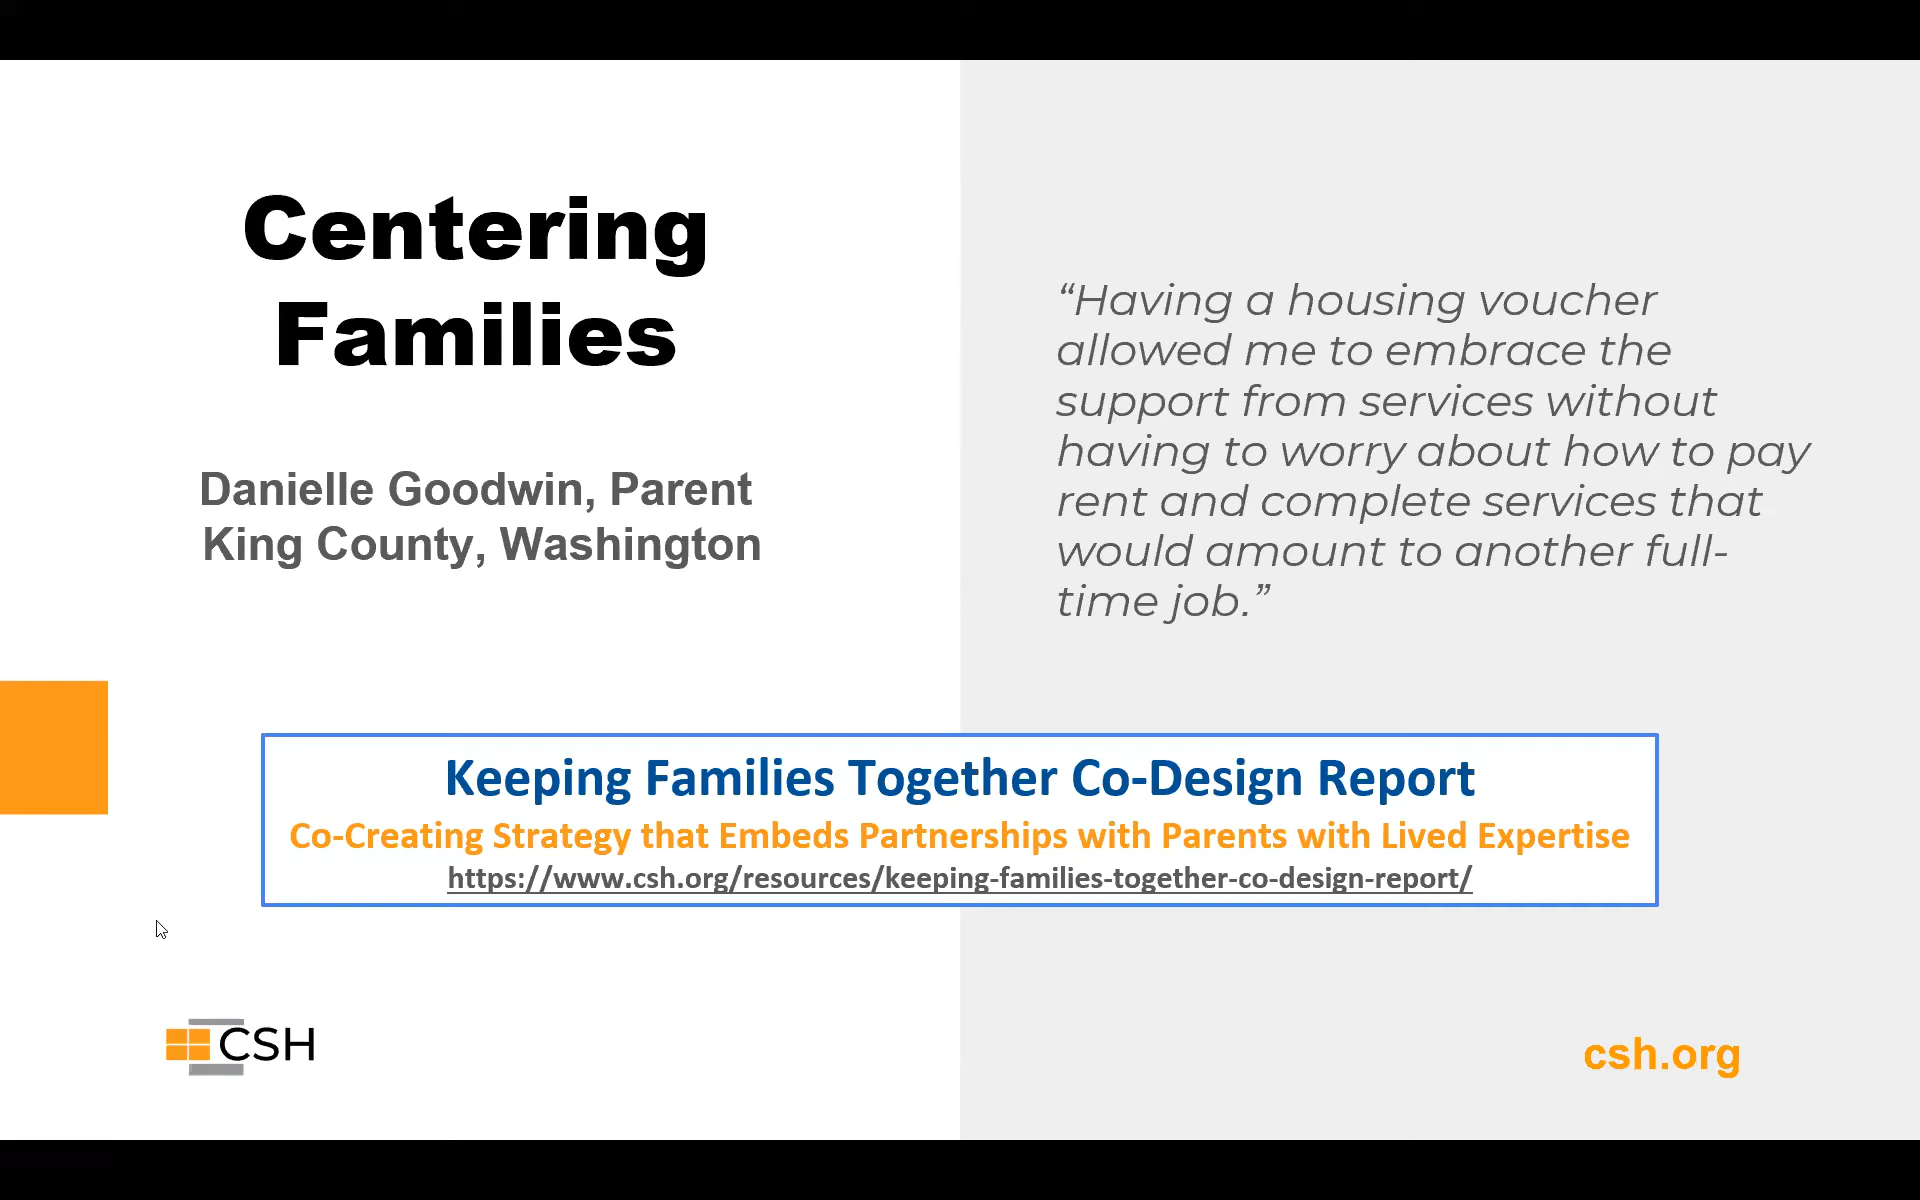 Centering
Families
Danielle Goodwin, Parent
King County, Washington
“Having a housing voucher
allowed me to embrace the
support from services without
having to worry about how to pay
rent and complete services that
would amount to another full-
time job.”
Keeping Families Together Co-Design Report
Co-Creating Strategy that Embeds Partnerships with Parents with Lived Expertise
https://www.csh.org/resources/keeping-families-together-co-design-report/
CSH
csh.org